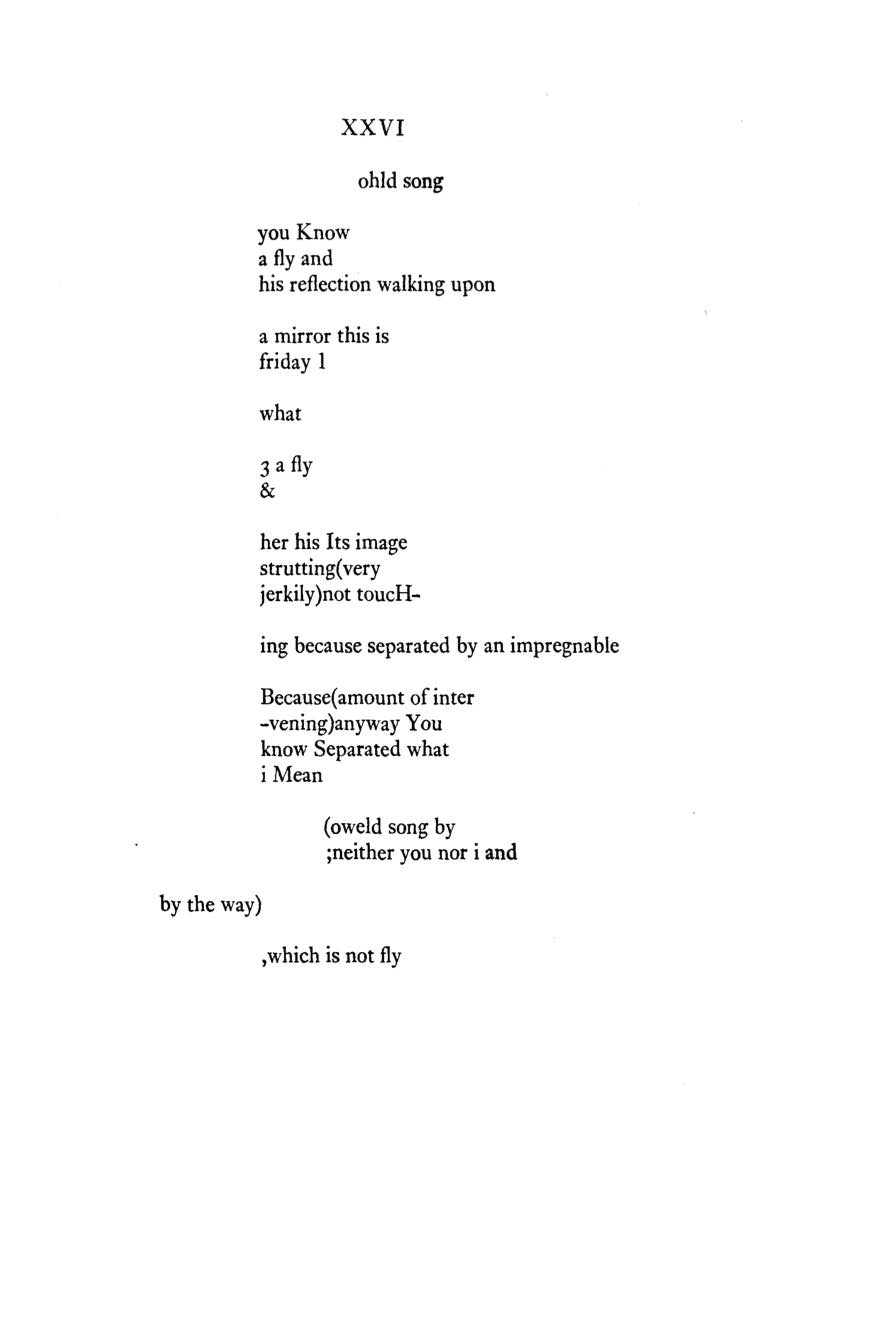 XXVI
ohld song
you Know
a fly and
his reflection walking upon
a mirror this is
friday 1
what
3 a fly
&
her his Its image
strutting(very
jerkily)not toucH-
ing because separated by an impregnable
Because(amount of inter
-vening)anyway You
know Separated what
i Mean
(oweld song by
;neither you nor i and
by the way)
,which is not fly